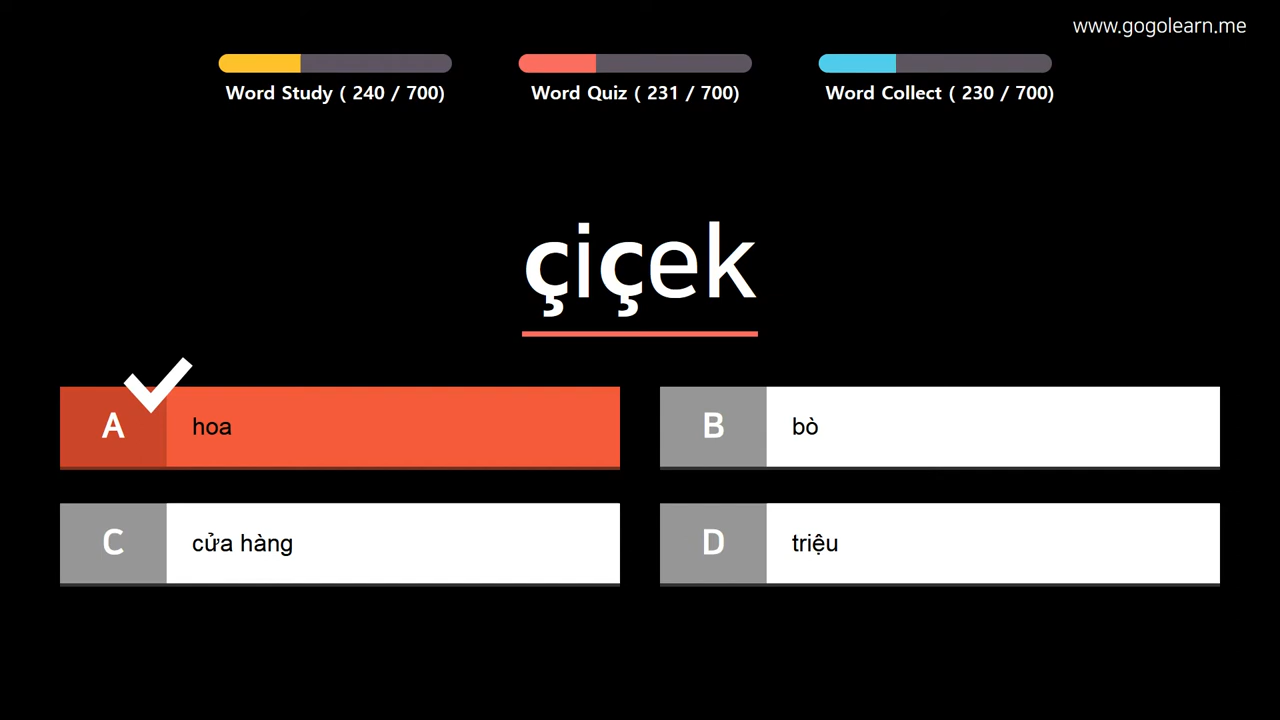 www.gogolearn.me
Word Study ( 240 / 700)
Word Quiz ( 231 / 700)
Word Collect ( 230 / 700)
çiçek
A hoa
B bò
C cửa hàng
D triệu